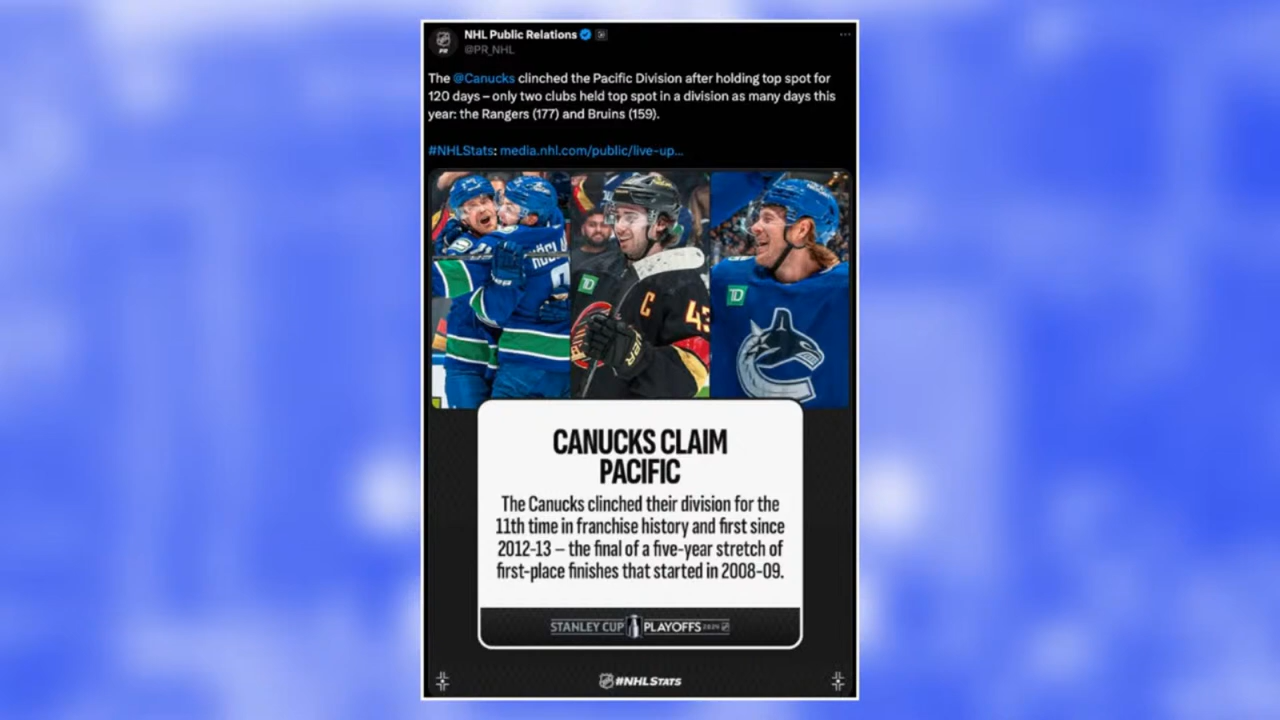 NHL Public Relations
@PR_NHL
The @Canucks clinched the Pacific Division after holding top spot for
120 days – only two clubs held top spot in a division as many days this
year: the Rangers (177) and Bruins (159).
#NHLStats: media.nhl.com/public/live-up...
C
TD
TD
CANUCKS CLAIM
PACIFIC
The Canucks clinched their division for the
11th time in franchise history and first since
2012-13 – the final of a five-year stretch of
first-place finishes that started in 2008-09.
STANLEY CUP PLAYOFFS 2024
#NHLSTATS